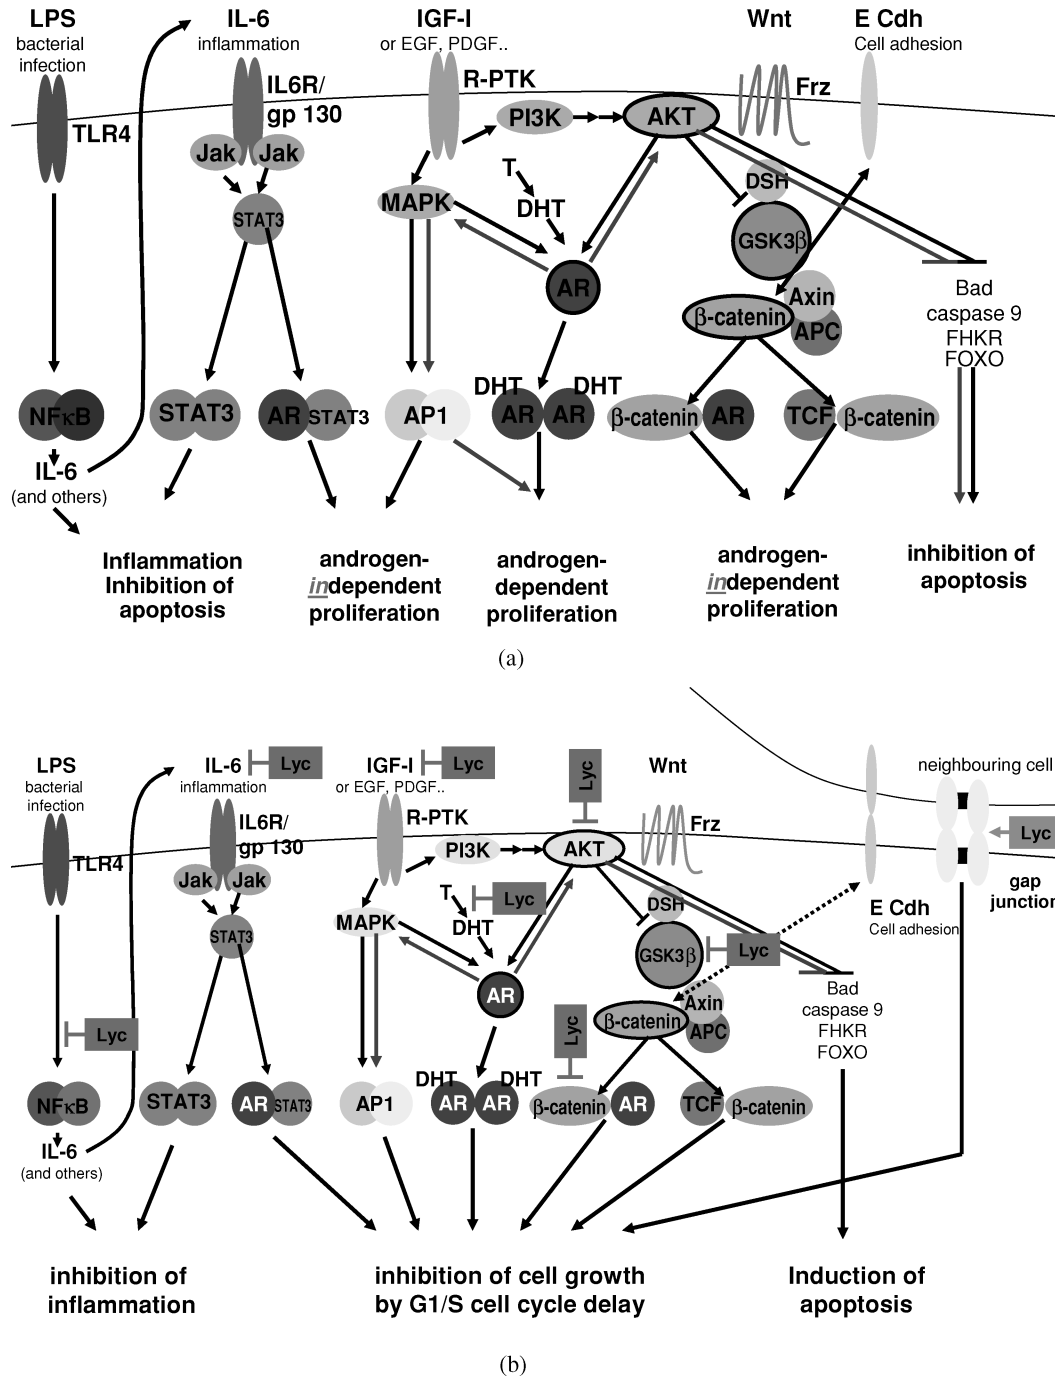 LPS
bacterial
infection
IL-6
inflammation
IGF-I
or EGF, PDGF..
Wnt
E Cdh
Cell adhesion
TLR4
IL6R/
gp 130
R-PTK
Frz
Jak
Jak
PI3K
AKT
STAT3
MAPK
T
DHT
DSH
GSK3β
AR
β-catenin
Axin
APC
Bad
caspase 9
FHKR
FOXO
NFκB
STAT3
AR
STAT3
AP1
DHT
DHT
AR
AR
β-catenin
AR
TCF
β-catenin
IL-6
(and others)
Inflammation
Inhibition of
apoptosis
androgen-
independent
proliferation
androgen-
dependent
proliferation
androgen-
independent
proliferation
inhibition of
apoptosis
(a)
LPS
bacterial
infection
IL-6
inflammation
Lyc
IGF-I
or EGF, PDGF..
Lyc
Lyc
Wnt
neighbouring cell
TLR4
IL6R/
gp 130
R-PTK
Frz
Lyc
Jak
Jak
PI3K
AKT
gap
junction
STAT3
MAPK
T
DHT
Lyc
DSH
E Cdh
Cell adhesion
GSK3β
Lyc
AR
Lyc
Lyc
β-catenin
Axin
APC
Bad
caspase 9
FHKR
FOXO
NFκB
STAT3
AR
STAT3
AP1
DHT
DHT
AR
AR
β-catenin
AR
TCF
β-catenin
IL-6
(and others)
inhibition of
inflammation
inhibition of cell growth
by G1/S cell cycle delay
Induction of
apoptosis
(b)